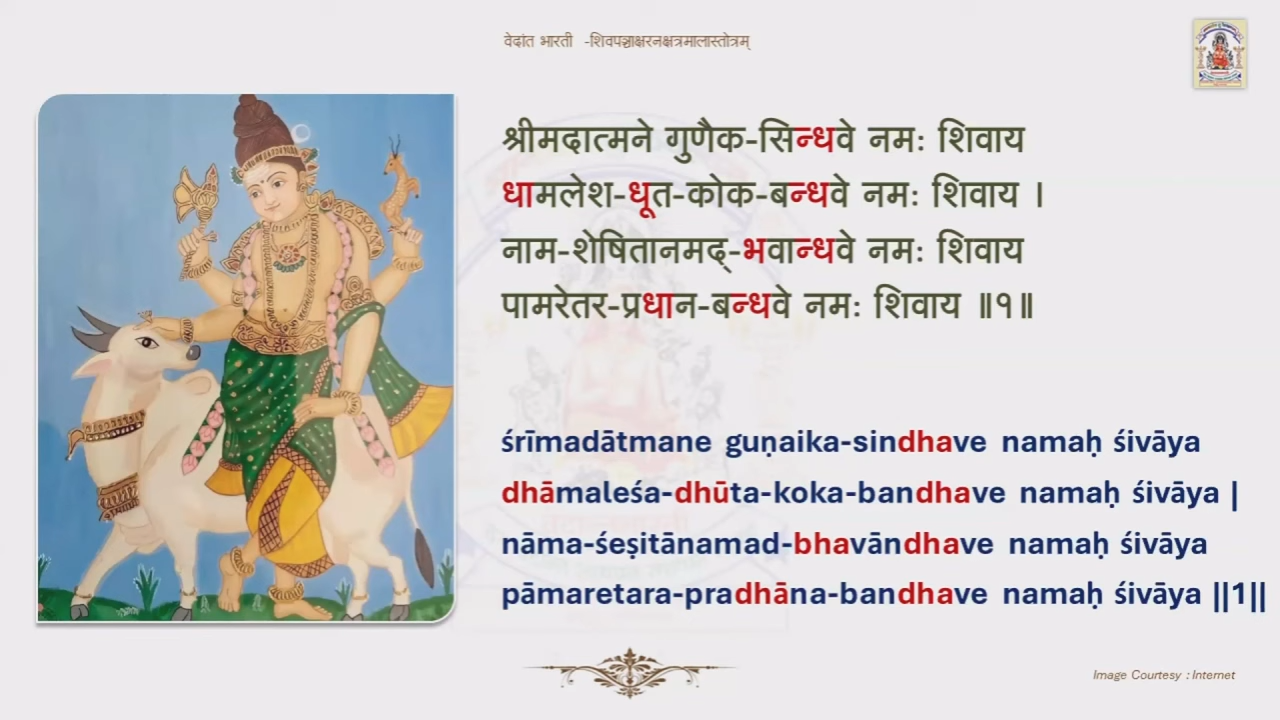 वेदांत भारती -शिवपञ्चाक्षरनक्षत्रमालास्तोत्रम्
श्रीमदात्मने गुणैक-सिन्धवे नमः शिवाय
धामलेश-धूत-कोक-बन्धवे नमः शिवाय ।
नाम-शेषितानमद्-भवान्धवे नमः शिवाय
पामरेतर-प्रधान-बन्धवे नमः शिवाय ॥१॥
śrīmadātmane guṇaika-sindhave namaḥ śivāya
dhāmaleśa-dhūta-koka-bandhave namaḥ śivāya |
nāma-śeṣitānamad-bhavāndhave namaḥ śivāya
pāmaretara-pradhāna-bandhave namaḥ śivāya ||1||
Image Courtesy : Internet